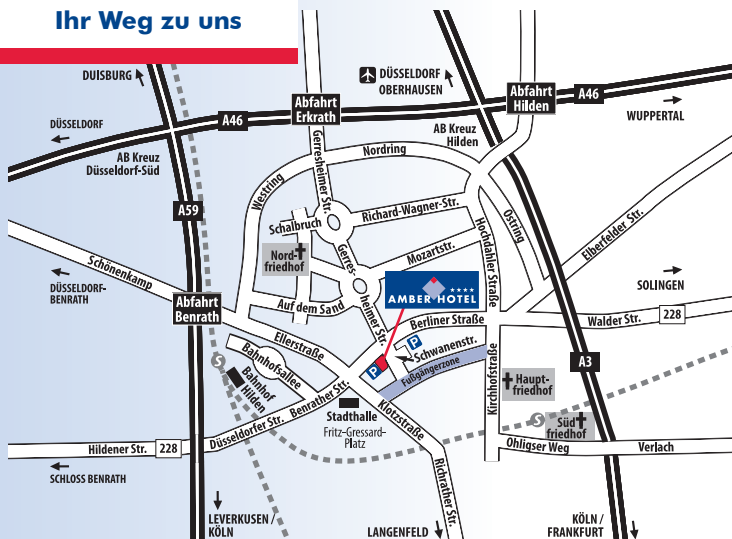 Ihr Weg zu uns
DUISBURG
DÜSSELDORF
OBERHAUSEN
Abfahrt
Hilden
A46
WUPPERTAL
Abfahrt
Erkrath
A46
DÜSSELDORF
AB Kreuz
Düsseldorf-Süd
AB Kreuz
Hilden
Nordring
Gerresheimer Str.
Westring
A59
Schalbruch
Richard-Wagner-Str.
Ostring
Hochdahler Straße
Elberfelder Str.
Nord-
friedhof
Gerres-
heimer Str.
Mozartstr.
Schönenkamp
DÜSSELDORF-
BENRATH
Abfahrt
Benrath
Auf dem Sand
AMBER HOTEL
SOLINGEN
Berliner Straße
Walder Str.
228
Ellerstraße
P
Schwanenstr.
Bahnhofsallee
P
Fußgängerzone
A3
S
Bahnhof
Hilden
Benrather Str.
Kirchhofstraße
Haupt-
friedhof
Stadthalle
Fritz-Gressard-
Platz
Klotzstraße
S
Süd
friedhof
Düsseldorfer Str.
Hildener Str.
228
Ohligser Weg
Verlach
SCHLOSS BENRATH
Richrather Str.
LEVERKUSEN /
KÖLN
LANGENFELD
KÖLN /
FRANKFURT